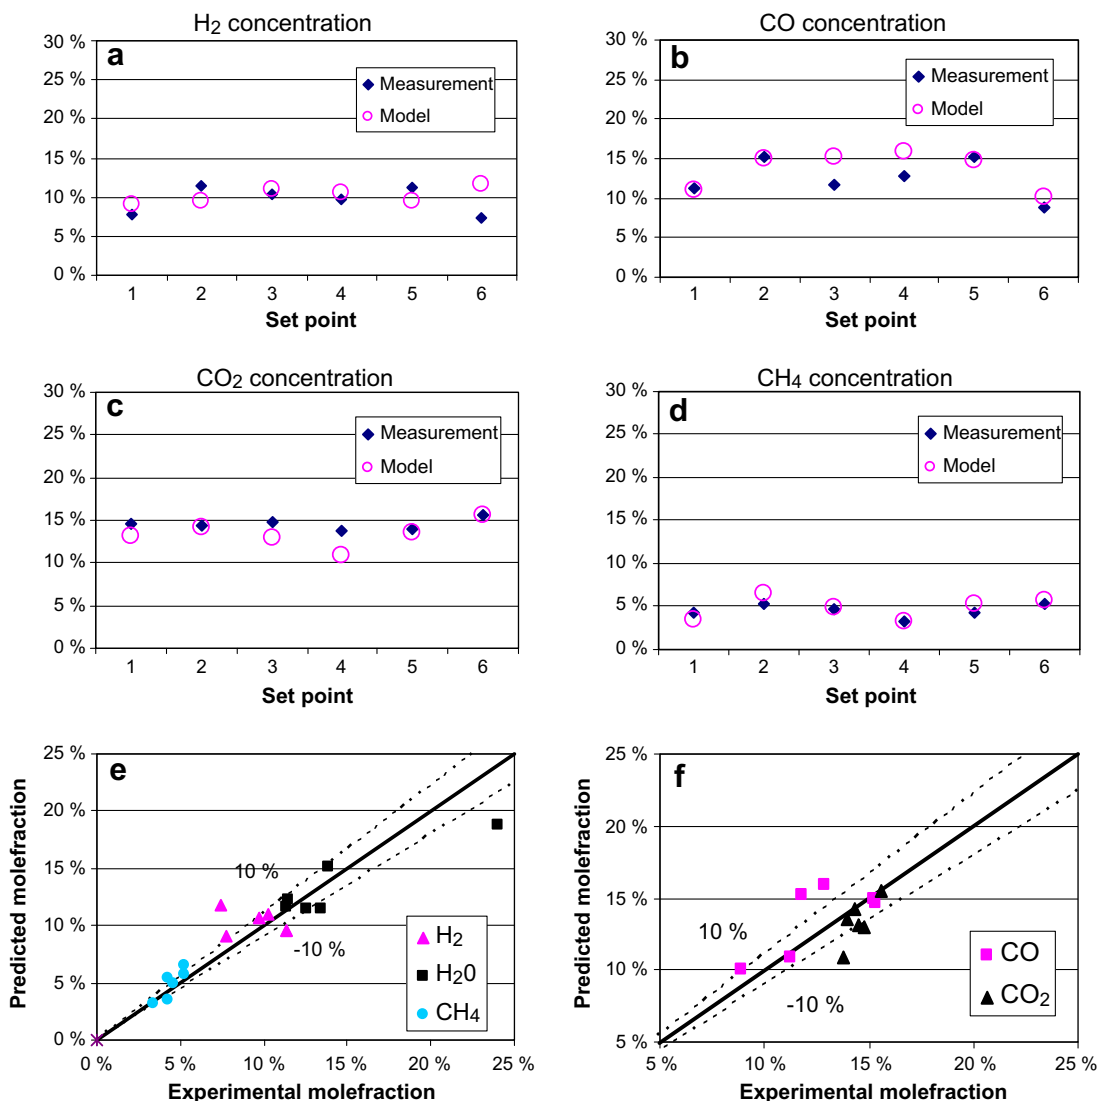 H2 concentration
a
30 %
25 %
20 %
15 %
10 %
5 %
0 %
Measurement
Model
1 2 3 4 5 6
Set point
CO concentration
b
30 %
25 %
20 %
15 %
10 %
5 %
0 %
Measurement
Model
1 2 3 4 5 6
Set point
CO2 concentration
c
30 %
25 %
20 %
15 %
10 %
5 %
0 %
Measurement
Model
1 2 3 4 5 6
Set point
CH4 concentration
d
30 %
25 %
20 %
15 %
10 %
5 %
0 %
Measurement
Model
1 2 3 4 5 6
Set point
e
Predicted molefraction
25 %
20 %
15 %
10 %
5 %
0 %
10 %
-10 %
H2
H20
CH4
0 % 5 % 10 % 15 % 20 % 25 %
Experimental molefraction
f
Predicted molefraction
25 %
20 %
15 %
10 %
5 %
10 %
-10 %
CO
CO2
5 % 10 % 15 % 20 % 25 %
Experimental molefraction